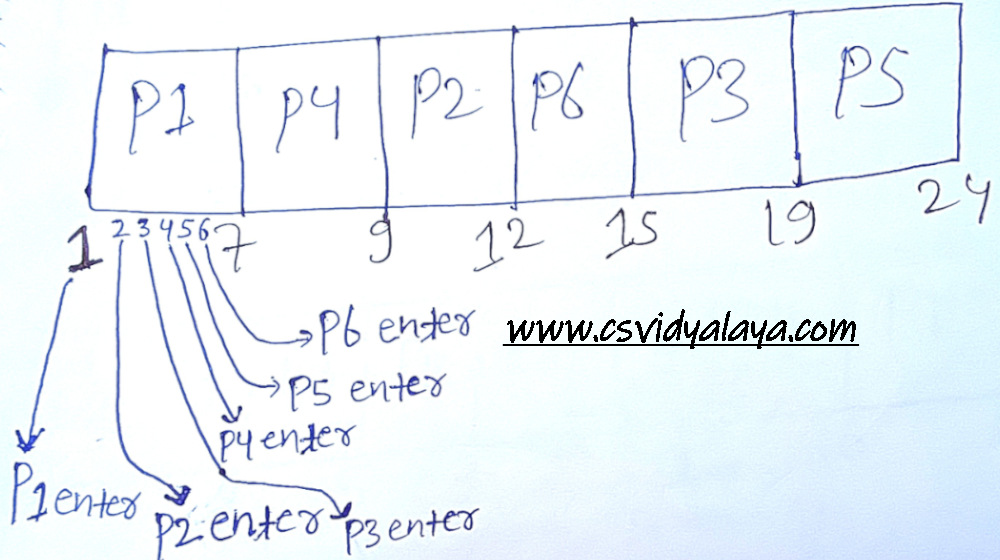 P1 P4 P2 P6 P3 P5
1 2 3 4 5 6 7 9 12 15 19 24
P6 enter www.csvidyalaya.com
P5 enter
P4 enter
P1 enter
P2 enter P3 enter